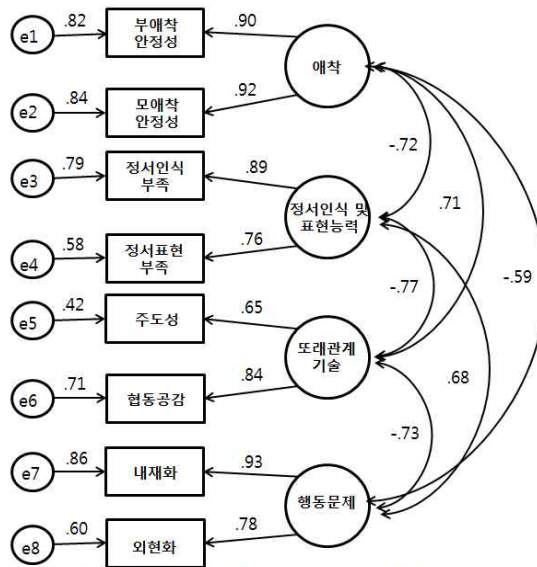 .82
부애착
안정성
.90
e1
애착
.84
모애착
안정성
.92
e2
.79
정서인식
부족
.89
-.72
e3
정서인식 및
표현능력
.71
.58
정서표현
부족
.76
e4
-.77
-.59
.42
주도성
.65
e5
또래관계
기술
.71
협동공감
.84
.68
e6
-.73
.86
내재화
.93
e7
행동문제
.60
외현화
.78
e8